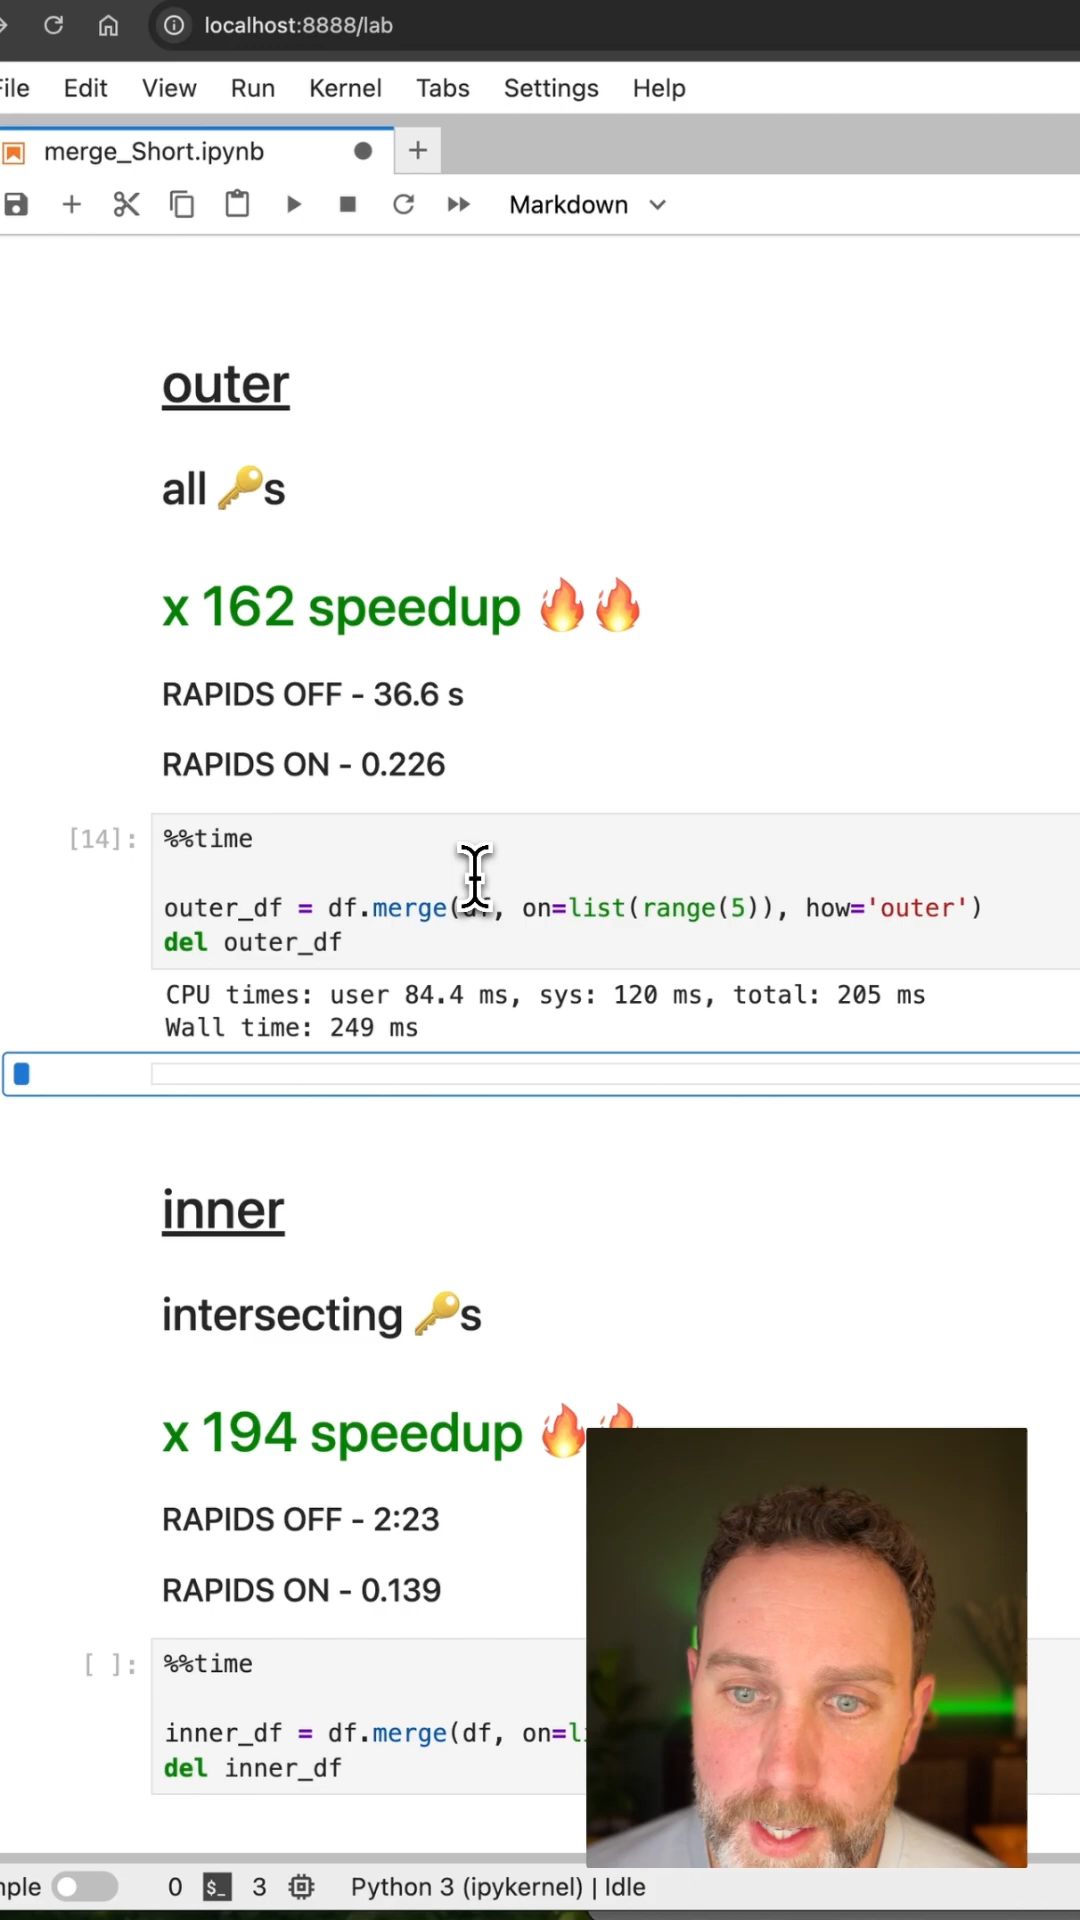 localhost:8888/lab
File Edit View Run Kernel Tabs Settings Help
merge_Short.ipynb
Markdown
outer
all 🔑s
x 162 speedup 🔥🔥
RAPIDS OFF - 36.6 s
RAPIDS ON - 0.226
[14]:
%%time
outer_df = df.merge(df, on=list(range(5)), how='outer')
del outer_df
CPU times: user 84.4 ms, sys: 120 ms, total: 205 ms
Wall time: 249 ms
inner
intersecting 🔑s
x 194 speedup 🔥🔥
RAPIDS OFF - 2:23
RAPIDS ON - 0.139
[ ]:
%%time
inner_df = df.merge(df, on=li
del inner_df
mple 0 $_ 3 Python 3 (ipykernel) | Idle